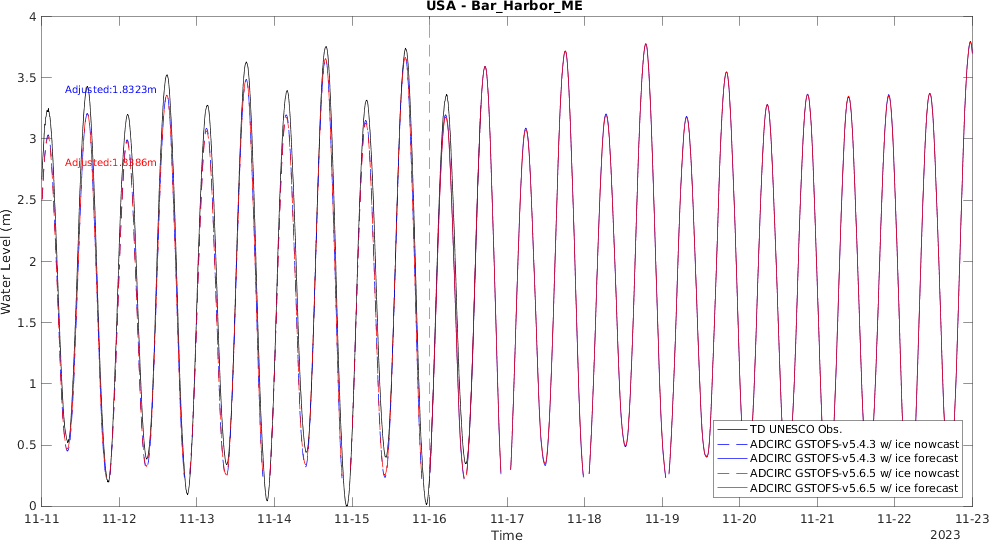 USA - Bar_Harbor_ME
4
3.5
3
2.5
2
1.5
1
0.5
0
Water Level (m)
Adjusted:1.8323m
Adjusted:1.8386m
TD UNESCO Obs.
ADCIRC GSTOFS-v5.4.3 w/ ice nowcast
ADCIRC GSTOFS-v5.4.3 w/ ice forecast
ADCIRC GSTOFS-v5.6.5 w/ ice nowcast
ADCIRC GSTOFS-v5.6.5 w/ ice forecast
11-11 11-12 11-13 11-14 11-15 11-16 11-17 11-18 11-19 11-20 11-21 11-22 11-23
Time
2023